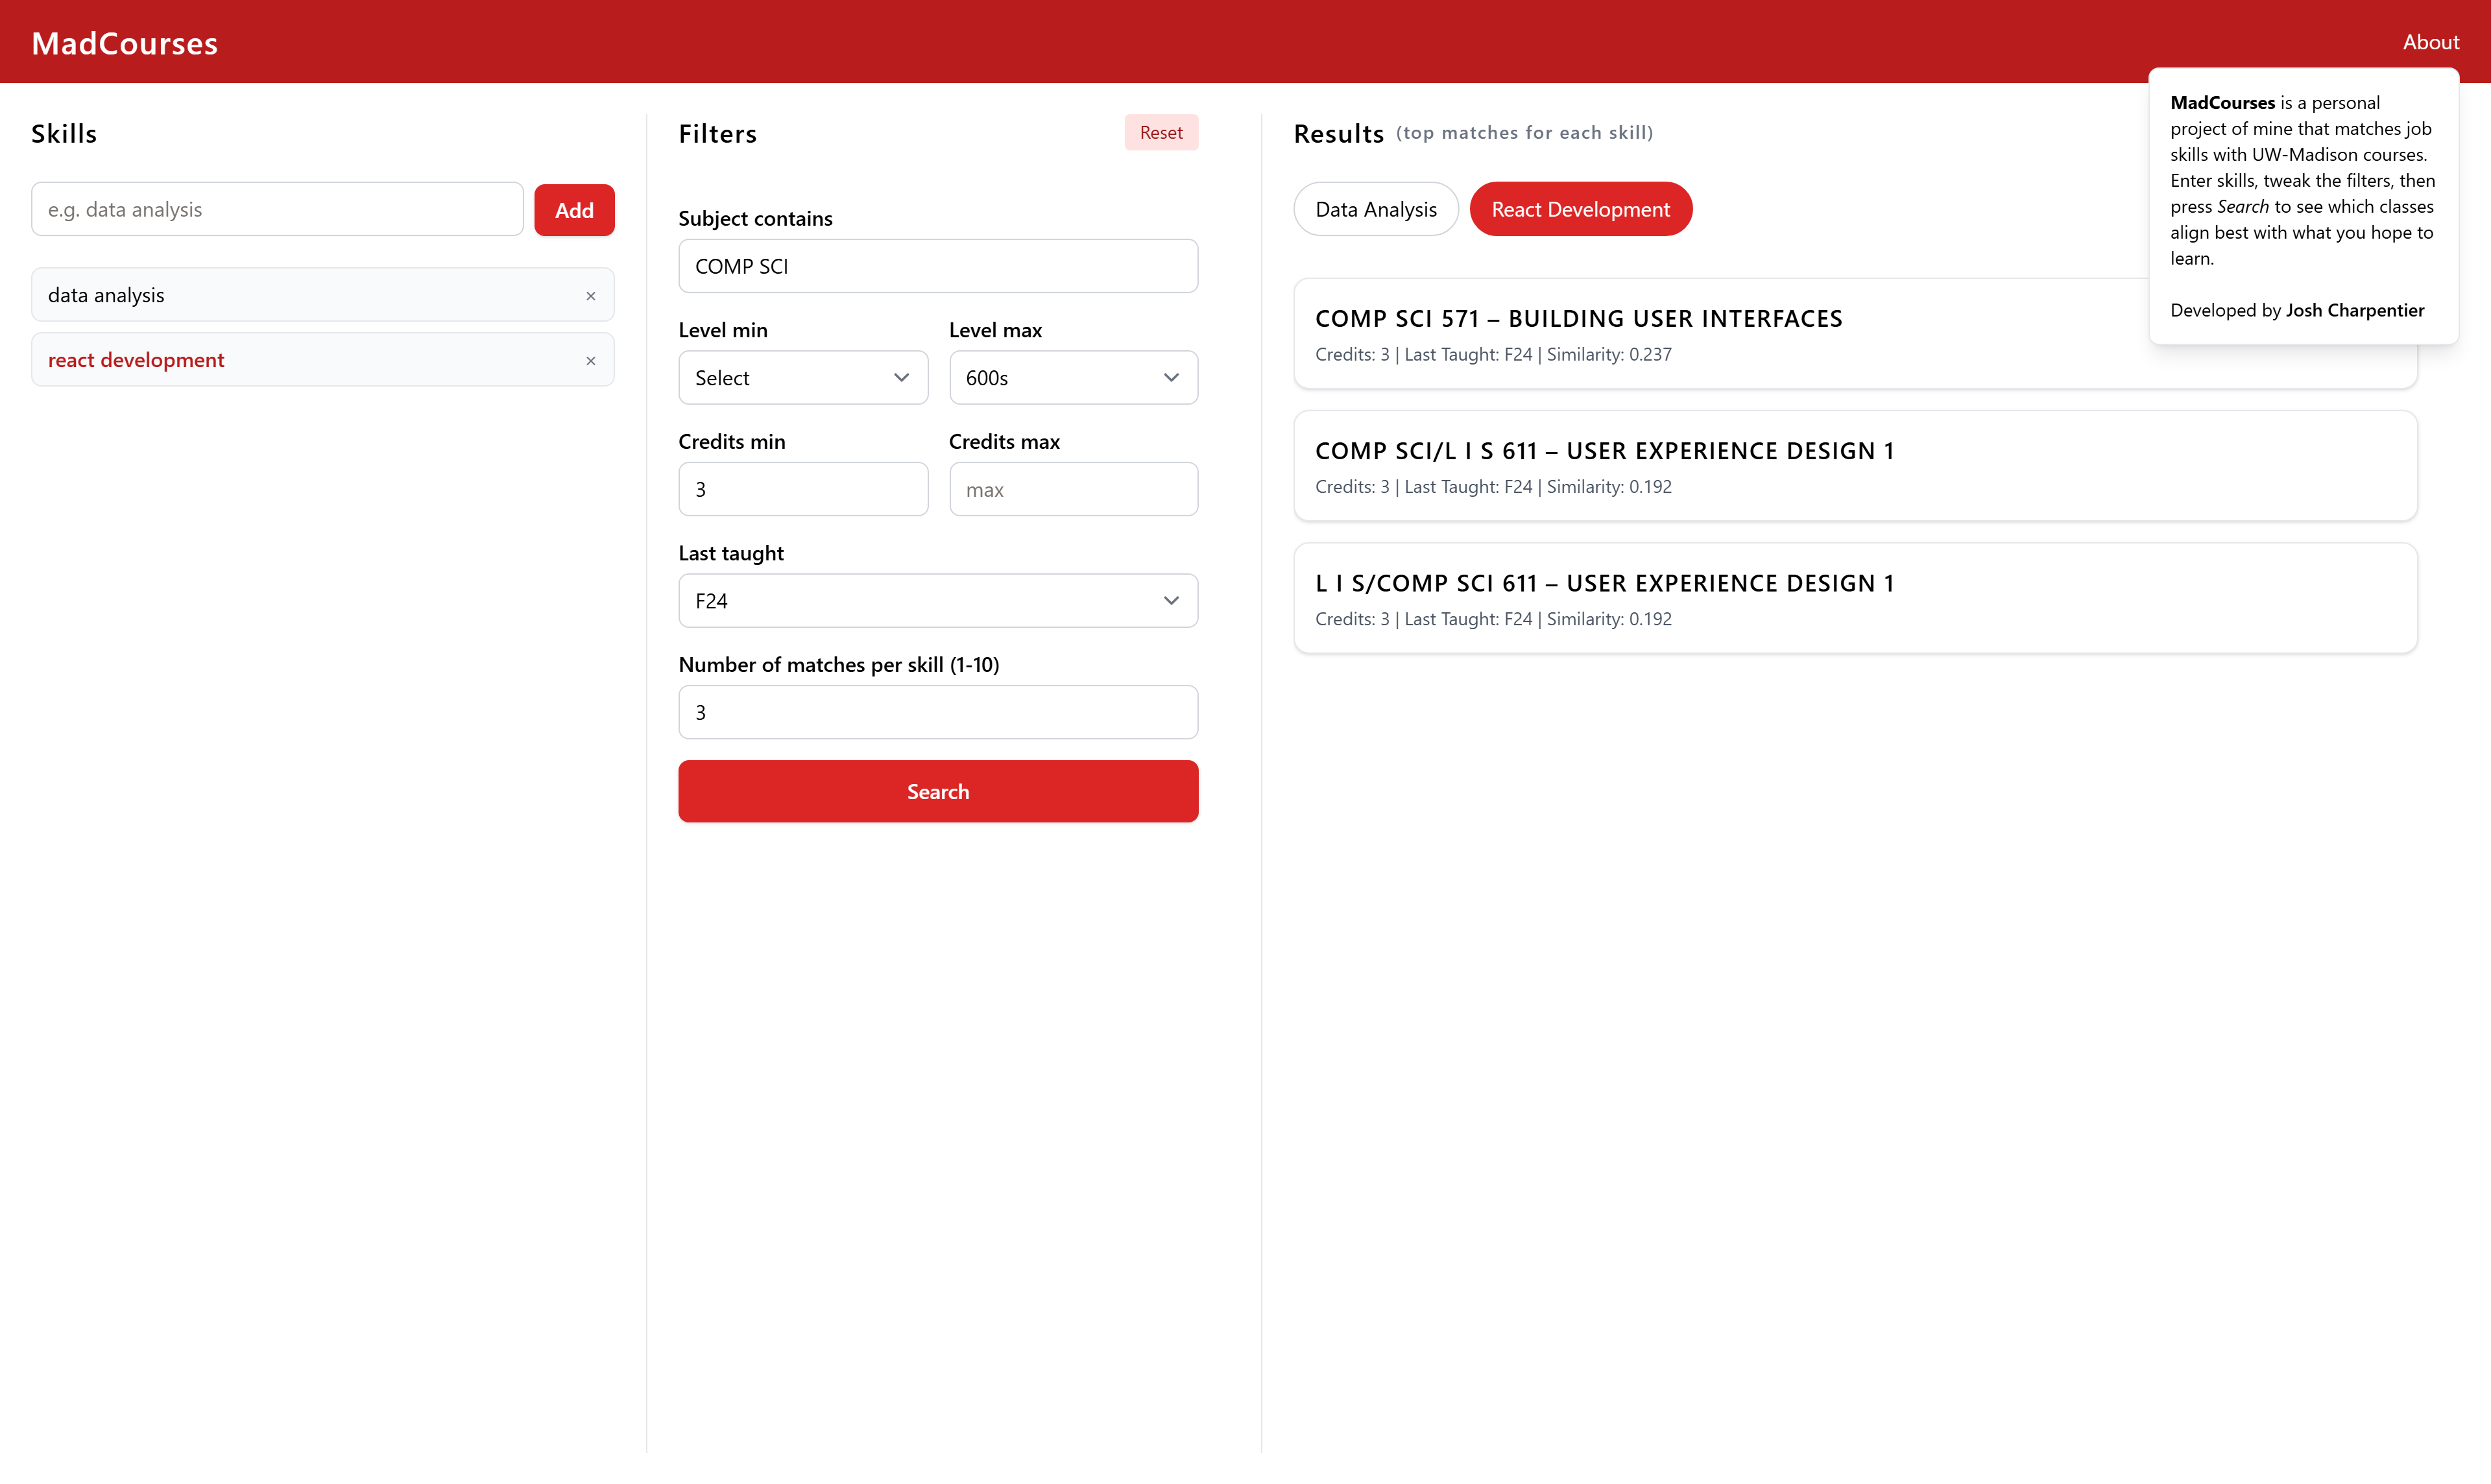 MadCourses
About
MadCourses is a personal
project of mine that matches job
skills with UW-Madison courses.
Enter skills, tweak the filters, then
press Search to see which classes
align best with what you hope to
learn.
Developed by Josh Charpentier
Skills
e.g. data analysis
Add
data analysis ×
react development ×
Filters
Reset
Subject contains
COMP SCI
Level min Level max
Select 600s
Credits min Credits max
3 max
Last taught
F24
Number of matches per skill (1-10)
3
Search
Results (top matches for each skill)
Data Analysis React Development
COMP SCI 571 – BUILDING USER INTERFACES
Credits: 3 | Last Taught: F24 | Similarity: 0.237
COMP SCI/L I S 611 – USER EXPERIENCE DESIGN 1
Credits: 3 | Last Taught: F24 | Similarity: 0.192
L I S/COMP SCI 611 – USER EXPERIENCE DESIGN 1
Credits: 3 | Last Taught: F24 | Similarity: 0.192